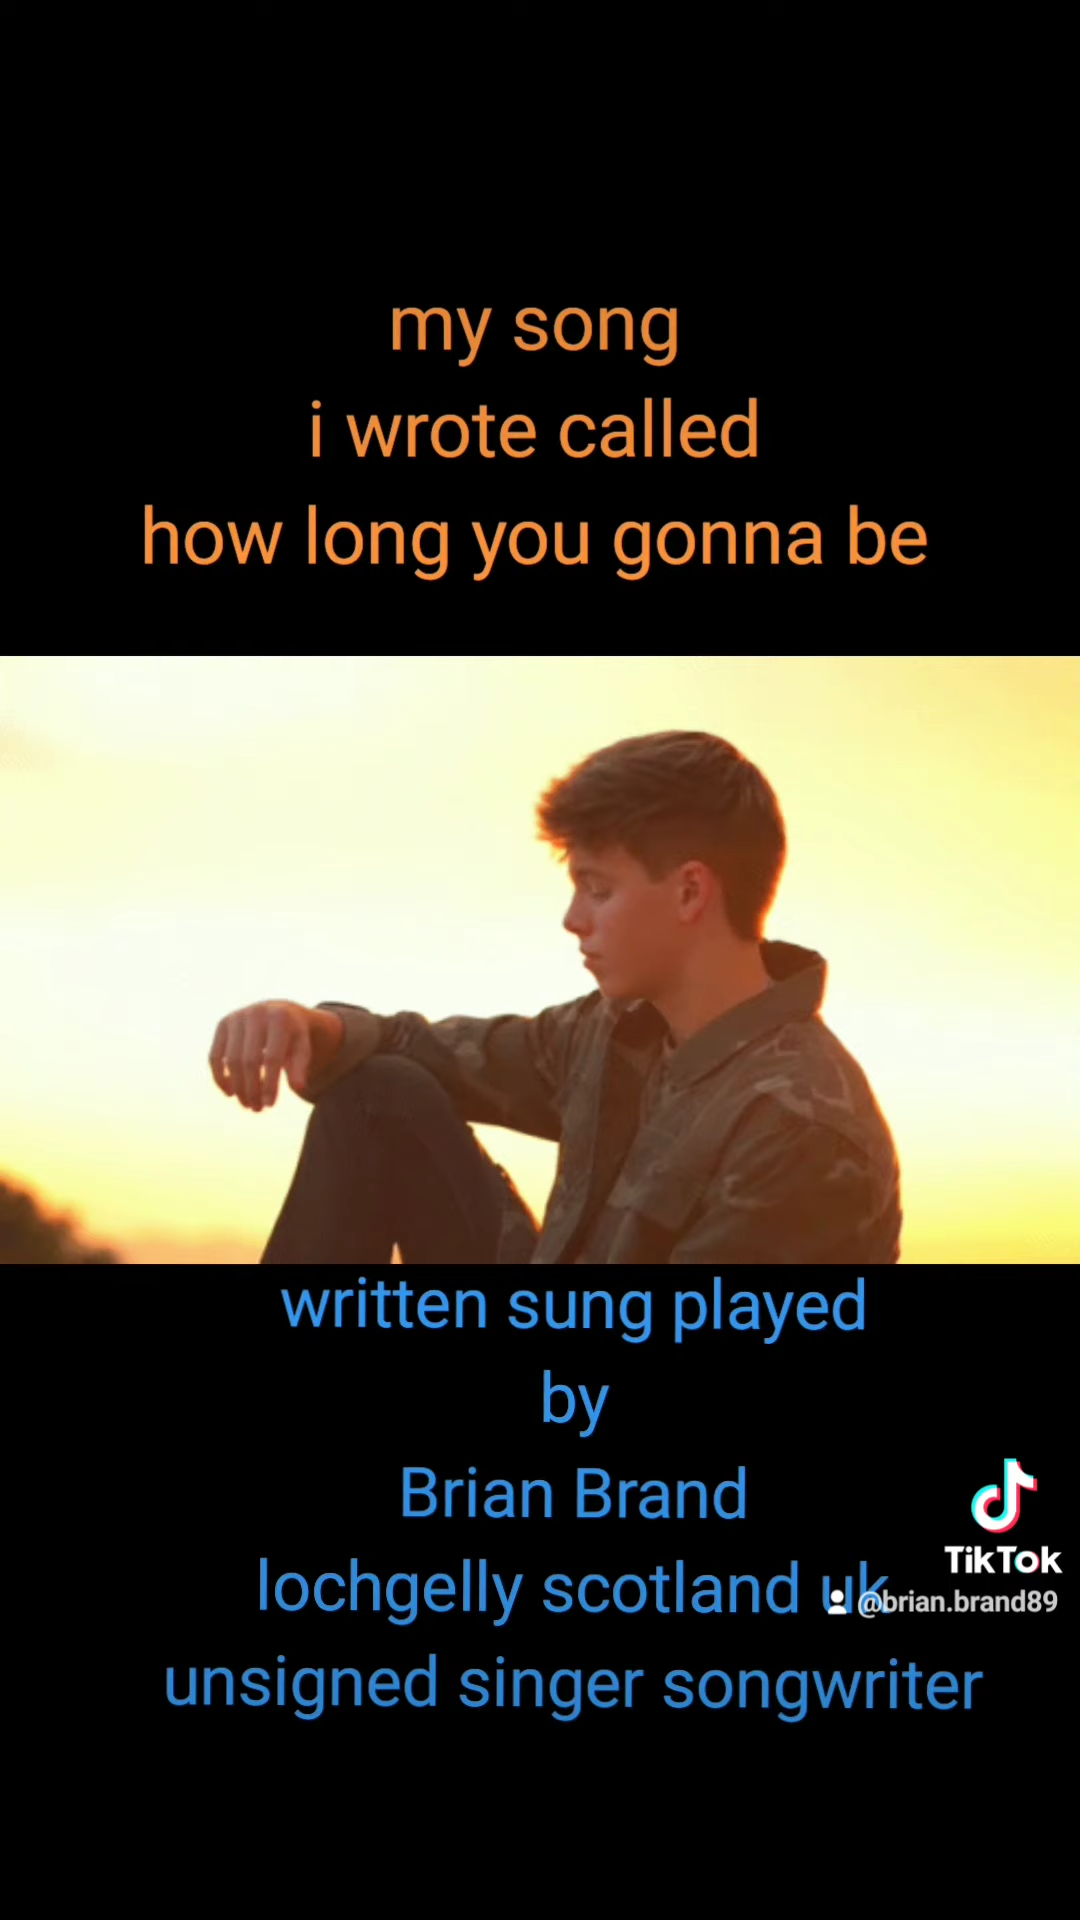 my song
i wrote called
how long you gonna be
written sung played
by
Brian Brand
lochgelly scotland uk
unsigned singer songwriter
TikTok
@brian.brand89